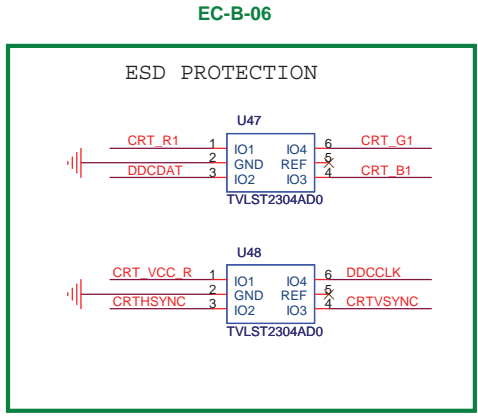 EC-B-06
ESD PROTECTION
U47
CRT_R1 1 IO1 IO4 6 CRT_G1
2 GND REF 5
DDCDAT 3 IO2 IO3 4 CRT_B1
TVLST2304AD0
U48
CRT_VCC_R 1 IO1 IO4 6 DDCCLK
2 GND REF 5
CRTHSYNC 3 IO2 IO3 4 CRTVSYNC
TVLST2304AD0